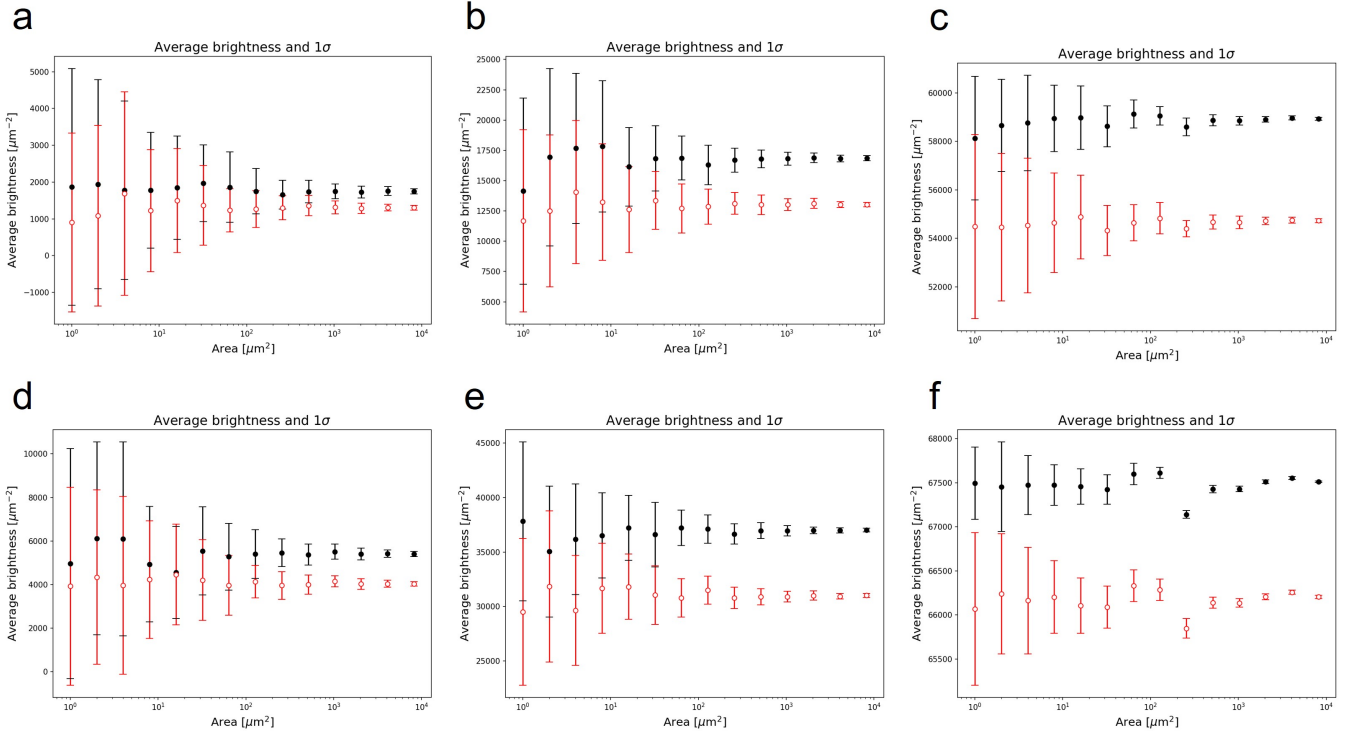 a
Average brightness and 1σ
Average brightness [μm⁻²]
5000
4000
3000
2000
1000
0
−1000
10⁰
10¹
10²
10³
10⁴
Area [μm²]
b
Average brightness and 1σ
Average brightness [μm⁻²]
25000
22500
20000
17500
15000
12500
10000
7500
5000
10⁰
10¹
10²
10³
10⁴
Area [μm²]
c
Average brightness and 1σ
Average brightness [μm⁻²]
60000
58000
56000
54000
52000
10⁰
10¹
10²
10³
10⁴
Area [μm²]
d
Average brightness and 1σ
Average brightness [μm⁻²]
10000
8000
6000
4000
2000
0
10⁰
10¹
10²
10³
10⁴
Area [μm²]
e
Average brightness and 1σ
Average brightness [μm⁻²]
45000
40000
35000
30000
25000
10⁰
10¹
10²
10³
10⁴
Area [μm²]
f
Average brightness and 1σ
Average brightness [μm⁻²]
68000
67500
67000
66500
66000
65500
10⁰
10¹
10²
10³
10⁴
Area [μm²]